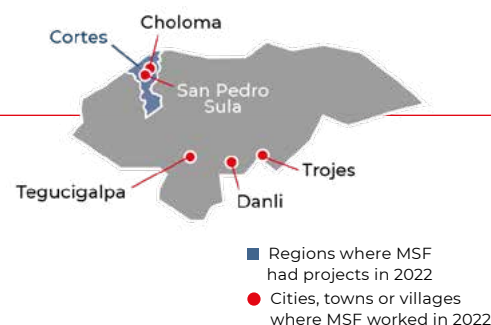 Choloma
Cortes
San Pedro
Sula
Trojes
Tegucigalpa
Danli
Regions where MSF
had projects in 2022
Cities, towns or villages
where MSF worked in 2022